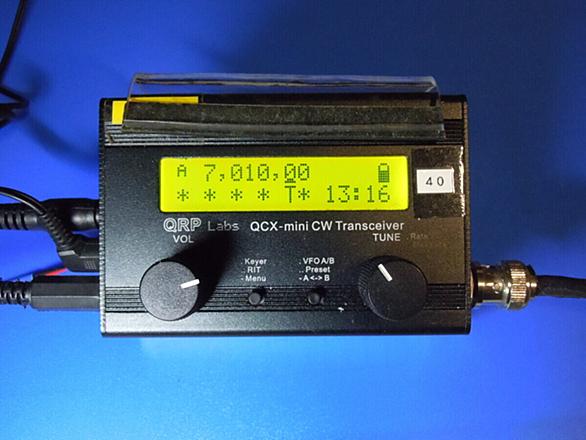 A 7,010,00
* * * * T* 13:16
40
QRP Labs QCX-mini CW Transceiver
VOL
TUNE . Rate
. Keyer
.. RIT
- Menu
. VFO A/B
.. Preset
- A <-> B